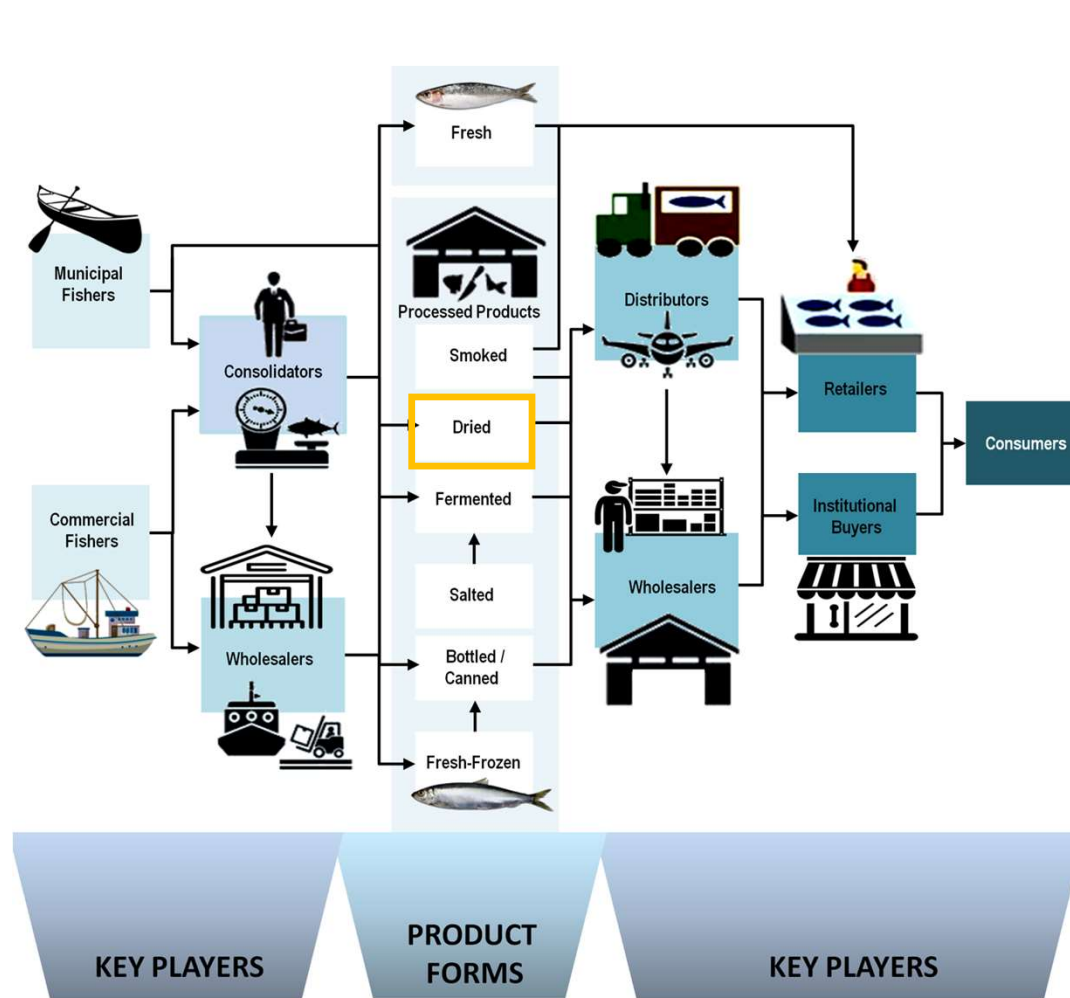 Fresh
Municipal
Fishers
Processed Products
Distributors
Consolidators
Smoked
Retailers
Dried
Consumers
Commercial
Fishers
Fermented
Institutional
Buyers
Salted
Wholesalers
Wholesalers
Bottled /
Canned
Fresh-Frozen
KEY PLAYERS
PRODUCT
FORMS
KEY PLAYERS